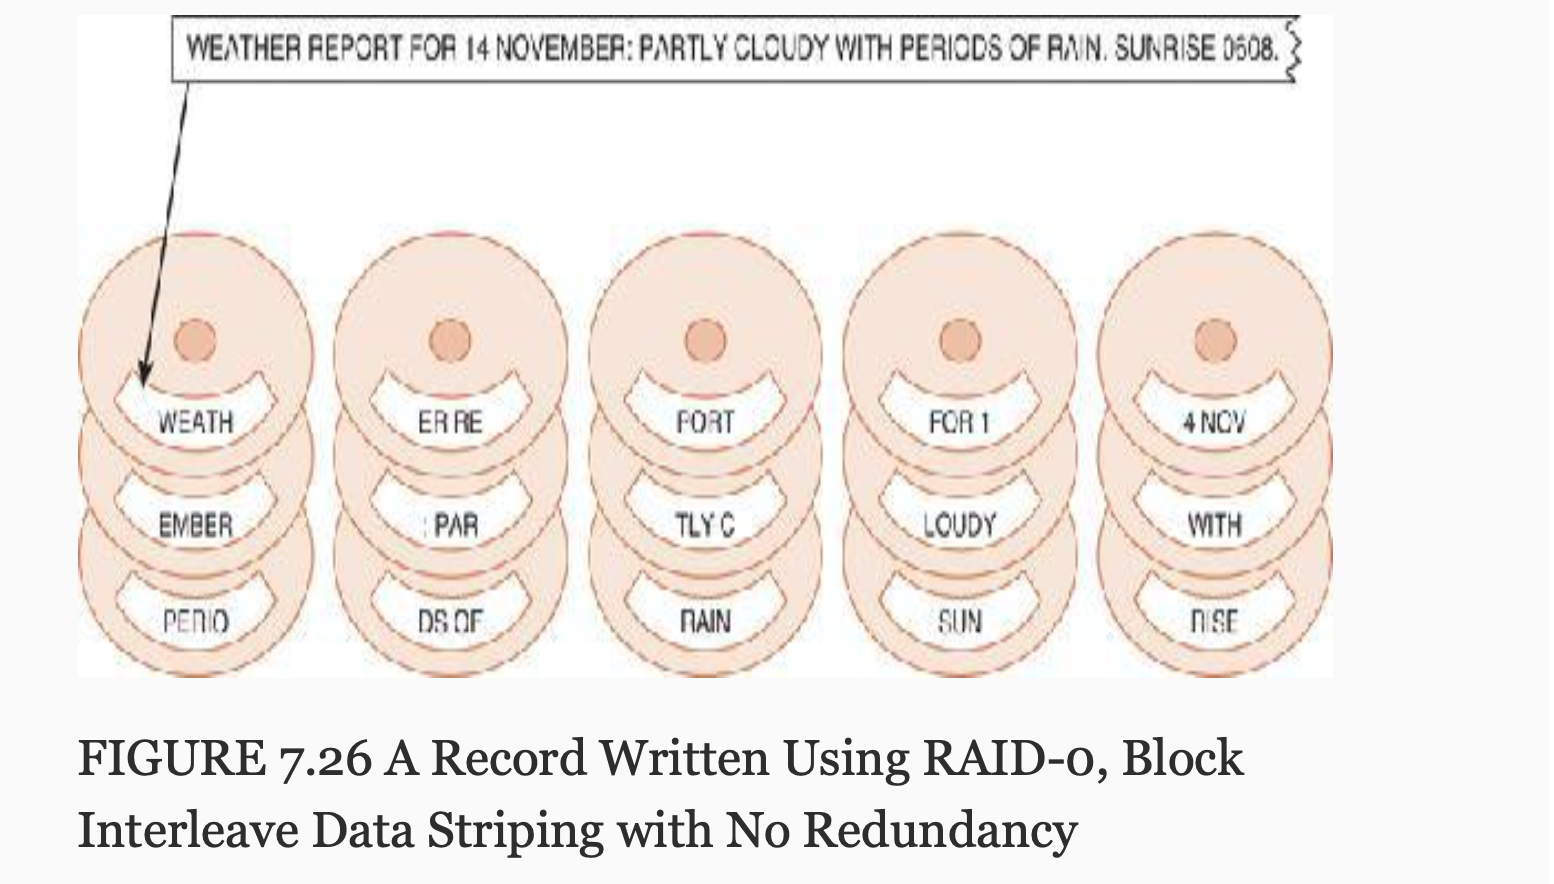 WEATHER REPORT FOR 14 NOVEMBER: PARTLY CLOUDY WITH PERIODS OF RAIN. SUNRISE 0608.
WEATH ER RE PORT FOR 1 4 NOV
EMBER : PAR TLY C LOUDY WITH
PERIO DS OF RAIN SUN RISE
FIGURE 7.26 A Record Written Using RAID-0, Block
Interleave Data Striping with No Redundancy